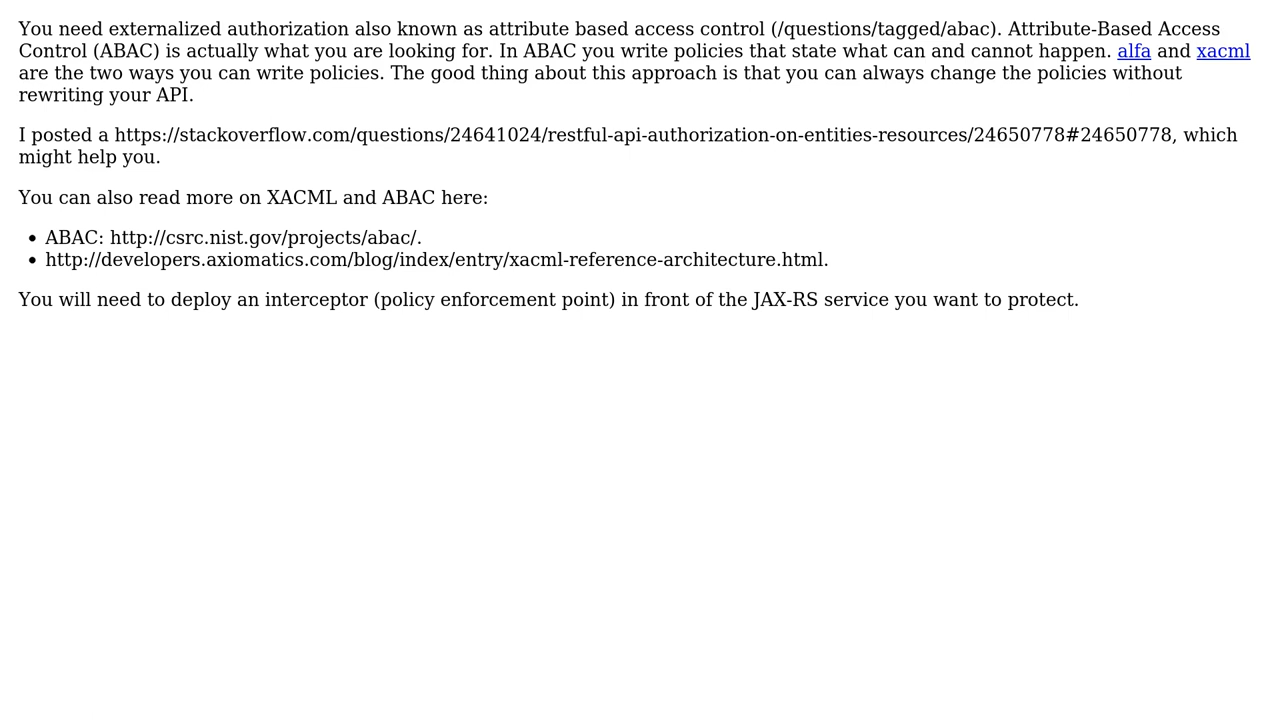 You need externalized authorization also known as attribute based access control (/questions/tagged/abac). Attribute-Based Access
Control (ABAC) is actually what you are looking for. In ABAC you write policies that state what can and cannot happen. alfa and xacml
are the two ways you can write policies. The good thing about this approach is that you can always change the policies without
rewriting your API.
I posted a https://stackoverflow.com/questions/24641024/restful-api-authorization-on-entities-resources/24650778#24650778, which
might help you.
You can also read more on XACML and ABAC here:
• ABAC: http://csrc.nist.gov/projects/abac/.
• http://developers.axiomatics.com/blog/index/entry/xacml-reference-architecture.html.
You will need to deploy an interceptor (policy enforcement point) in front of the JAX-RS service you want to protect.